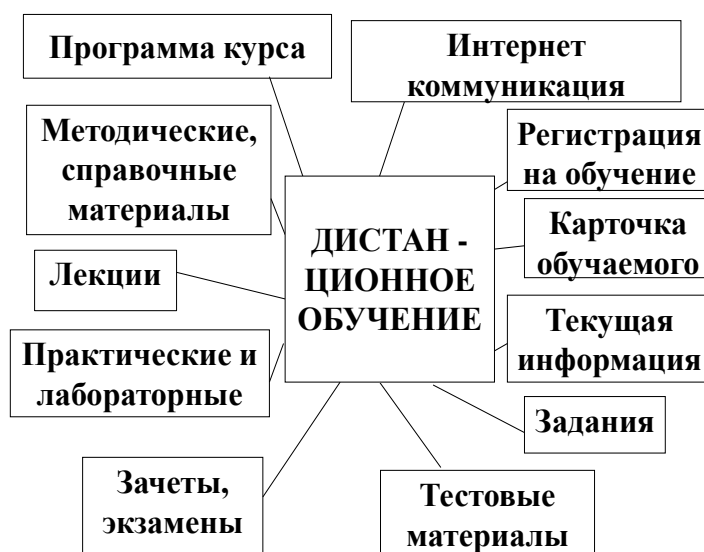 Программа курса
Интернет
коммуникация
Методические,
справочные
материалы
Регистрация
на обучение
ДИСТАН -
ЦИОННОЕ
ОБУЧЕНИЕ
Карточка
обучаемого
Лекции
Текущая
информация
Практические и
лабораторные
Задания
Зачеты,
экзамены
Тестовые
материалы